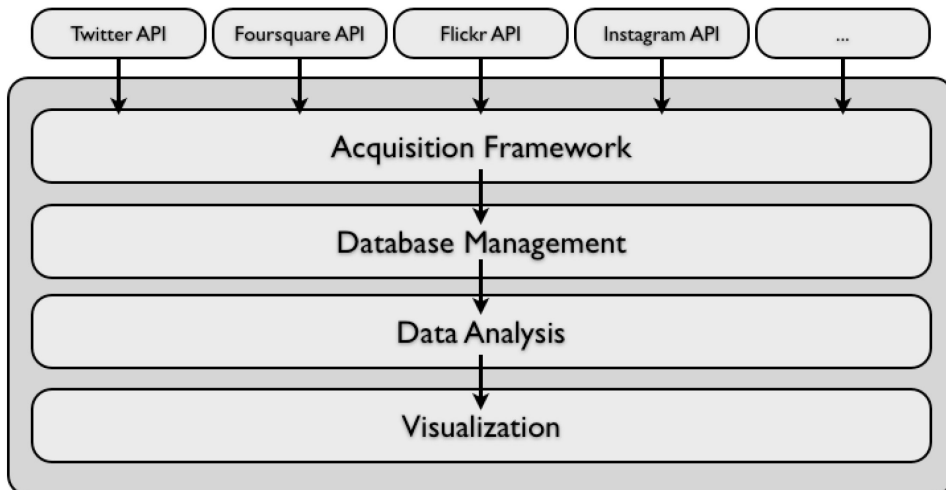 Twitter API
Foursquare API
Flickr API
Instagram API
...
Acquisition Framework
Database Management
Data Analysis
Visualization